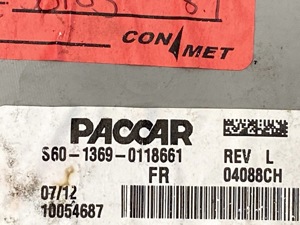 CONMET
PACCAR
S60-1369-0118661 REV L
FR 04088CH
07/12
10054687